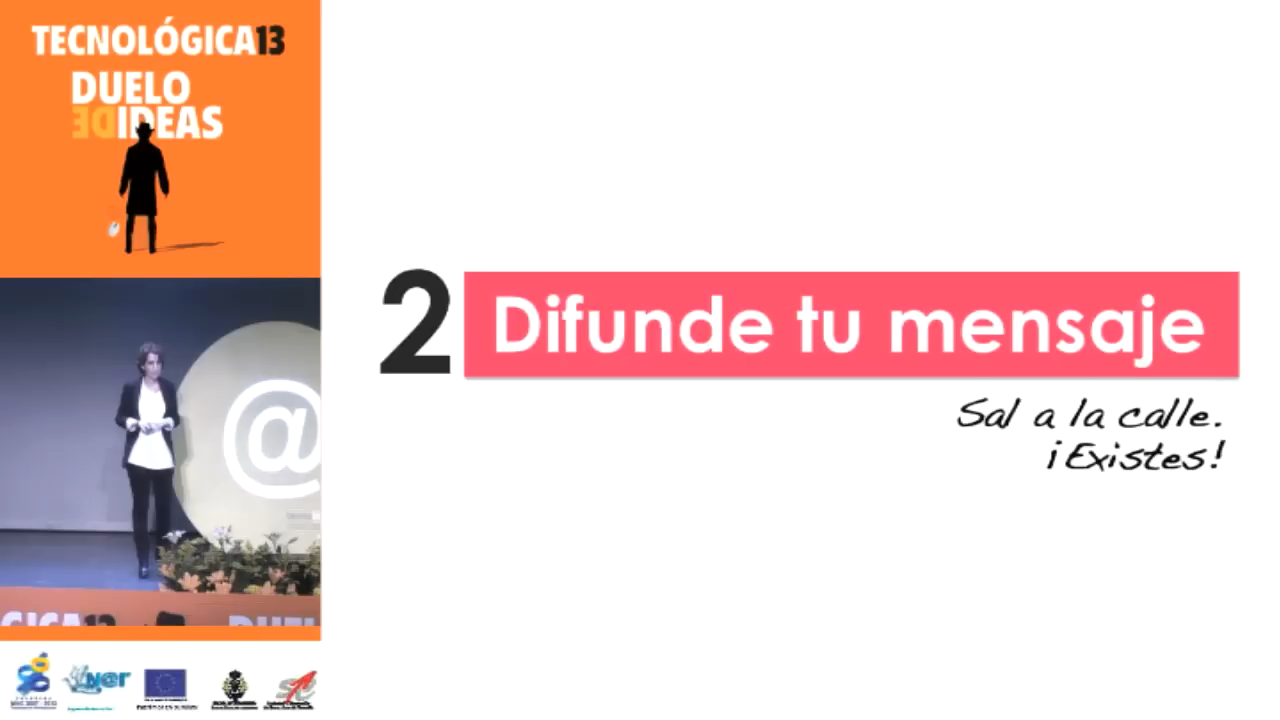 TECNOLÓGICA13
DUELO
DE IDEAS
2 Difunde tu mensaje
Sal a la calle.
¡Existes!
@